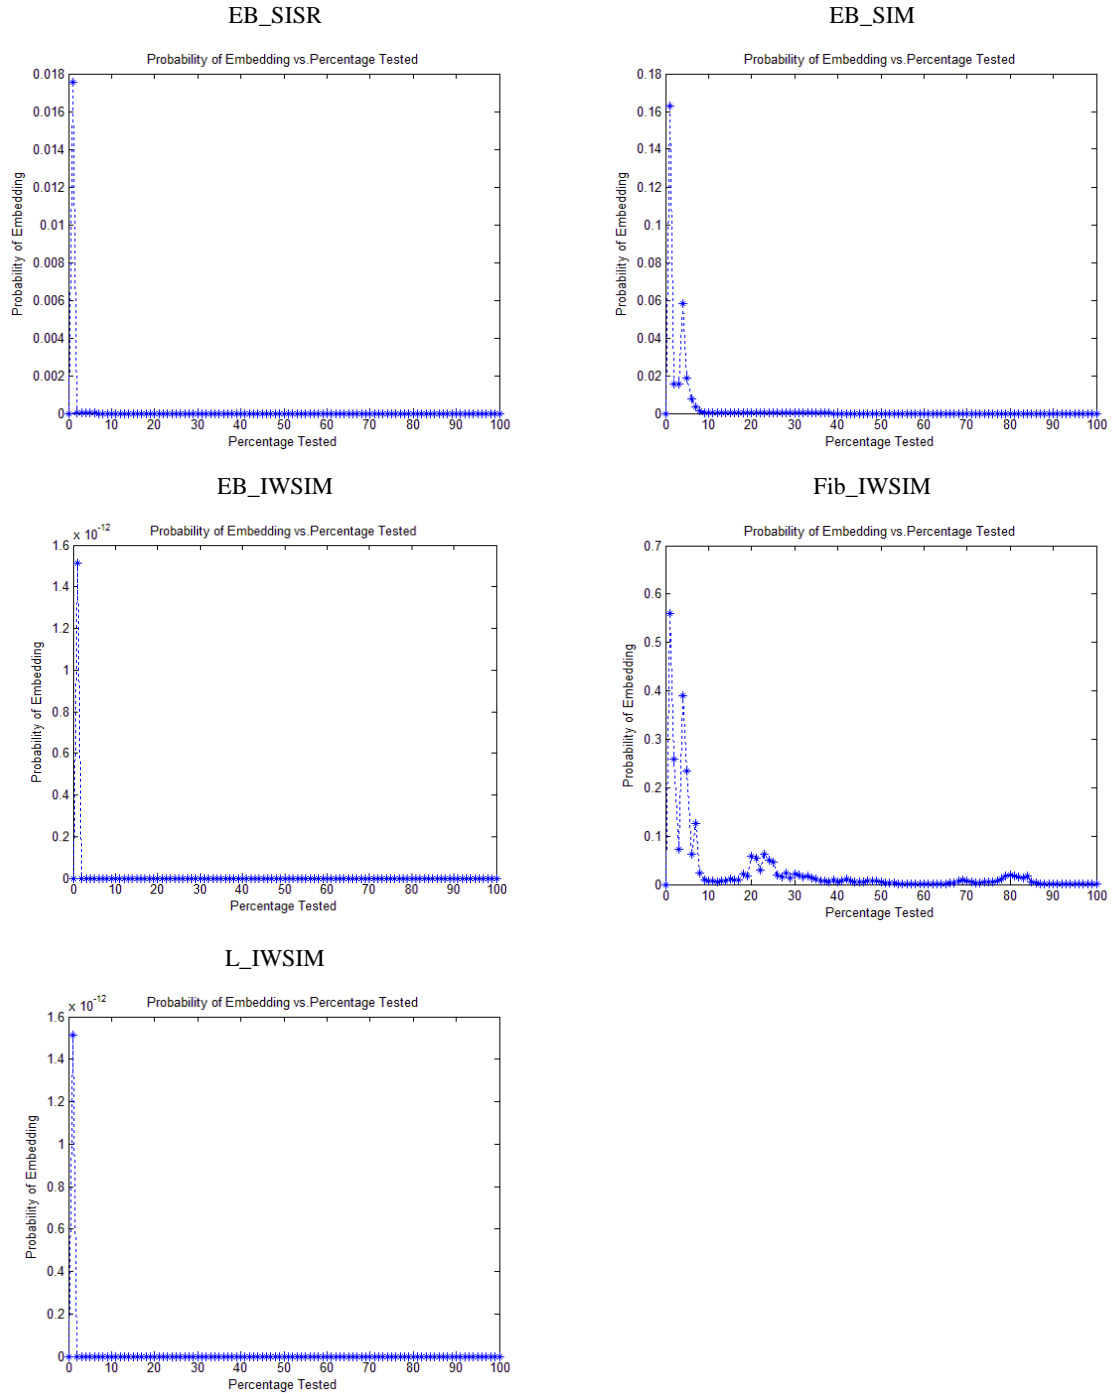 EB_SISR
Probability of Embedding vs.Percentage Tested
0.018
0.016
0.014
0.012
0.01
0.008
0.006
0.004
0.002
0
Probability of Embedding
0 10 20 30 40 50 60 70 80 90 100
Percentage Tested
EB_SIM
Probability of Embedding vs.Percentage Tested
0.18
0.16
0.14
0.12
0.1
0.08
0.06
0.04
0.02
0
Probability of Embedding
0 10 20 30 40 50 60 70 80 90 100
Percentage Tested
EB_IWSIM
x 10-12
Probability of Embedding vs.Percentage Tested
1.6
1.4
1.2
1
0.8
0.6
0.4
0.2
0
Probability of Embedding
0 10 20 30 40 50 60 70 80 90 100
Percentage Tested
Fib_IWSIM
Probability of Embedding vs.Percentage Tested
0.7
0.6
0.5
0.4
0.3
0.2
0.1
0
Probability of Embedding
0 10 20 30 40 50 60 70 80 90 100
Percentage Tested
L_IWSIM
x 10-12
Probability of Embedding vs.Percentage Tested
1.6
1.4
1.2
1
0.8
0.6
0.4
0.2
0
Probability of Embedding
0 10 20 30 40 50 60 70 80 90 100
Percentage Tested